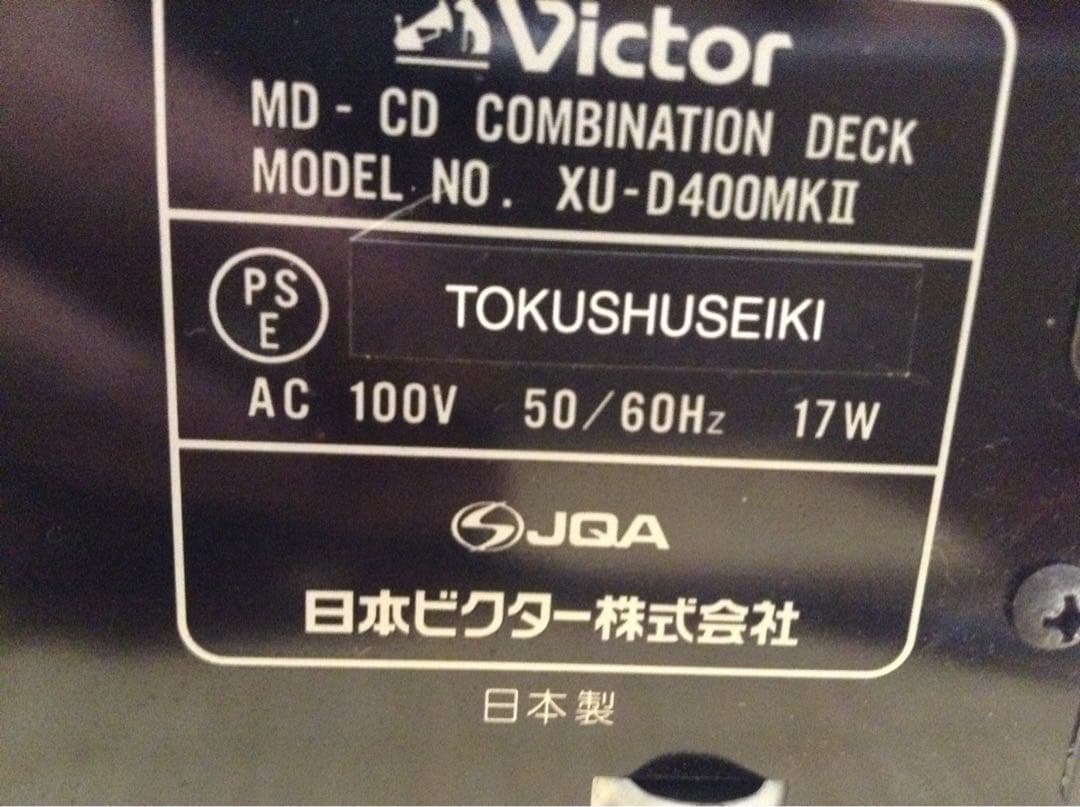 Victor
MD - CD COMBINATION DECK
MODEL NO. XU-D400MKⅡ
PS
E
TOKUSHUSEIKI
AC 100V 50/60Hz 17W
JQA
日本ビクター株式会社
日本製